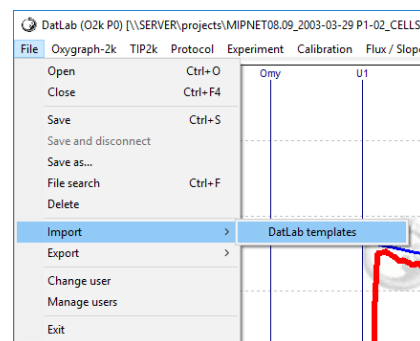 DatLab (O2k P0) [\\SERVER\projects\MIPNET08.09_2003-03-29 P1-02_CELLS
File Oxygraph-2k TIP2k Protocol Experiment Calibration Flux / Slop
Omy U1
Open Ctrl+O
Close Ctrl+F4
Save Ctrl+S
Save and disconnect
Save as...
File search Ctrl+F
Delete
Import > DatLab templates
Export >
Change user
Manage users
Exit